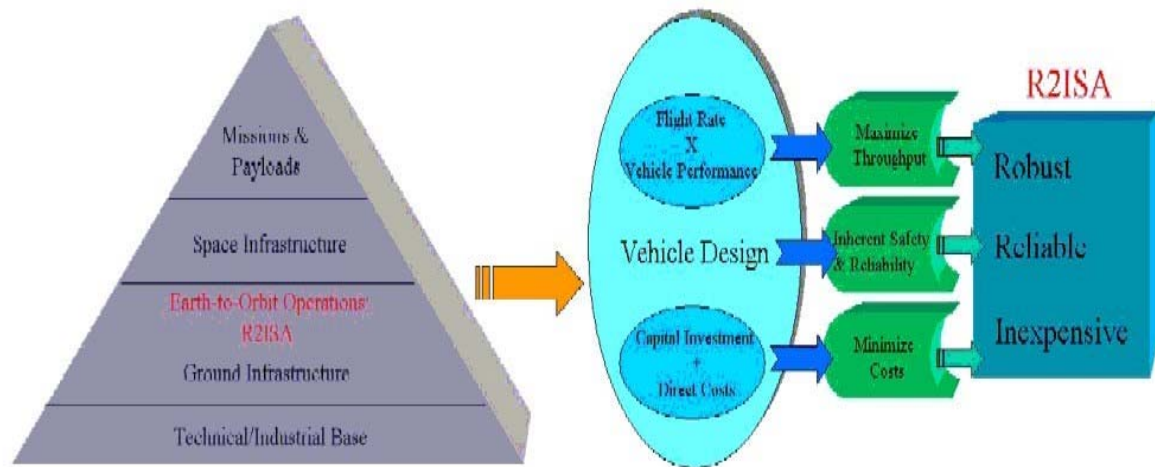 Missions &
Payloads
Space Infrastructure
Earth-to-Orbit Operations:
R2ISA
Ground Infrastructure
Technical/Industrial Base
Flight Rate
X
Vehicle Performance
Vehicle Design
Capital Investment
+
Direct Costs
Maximize
Throughput
Inherent Safety
& Reliability
Minimize
Costs
R2ISA
Robust
Reliable
Inexpensive